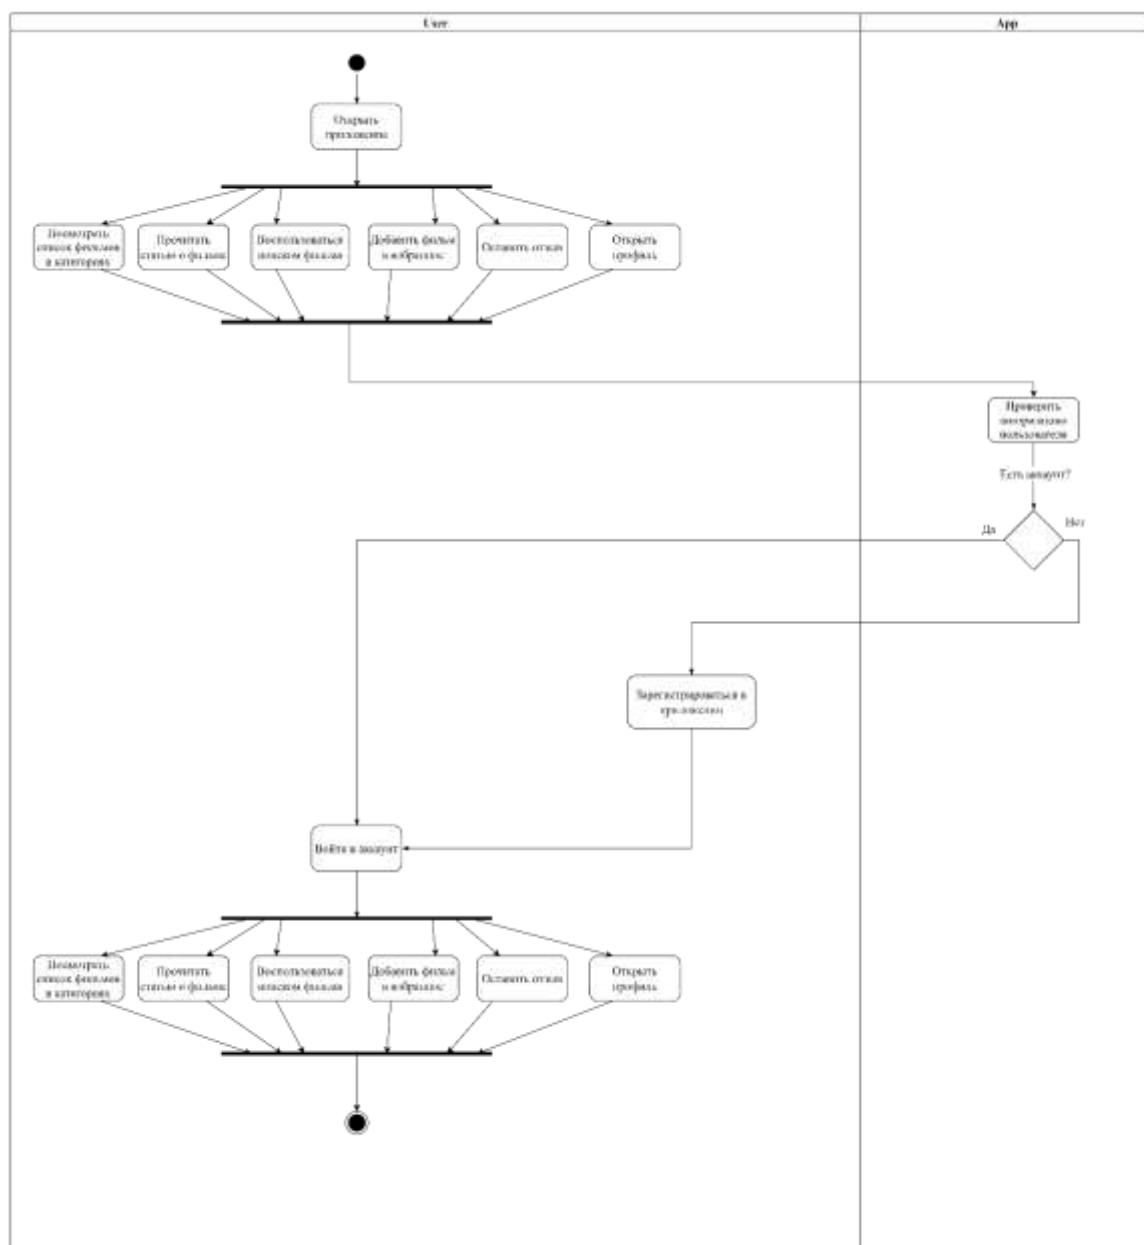 User
App
Открыть
приложение
Посмотреть
список фильмов
в категориях
Прочитать
статью о фильме
Воспользоваться
поиском фильма
Добавить фильм
в избранное
Оставить отзыв
Открыть
профиль
Проверить
информацию
пользователя
Есть аккаунт?
Да
Нет
Зарегистрироваться в
Войти в аккаунт
Посмотреть
список фильмов
в категориях
Прочитать
статью о фильме
Воспользоваться
поиском фильма
Добавить фильм
в избранное
Оставить отзыв
Открыть
профиль